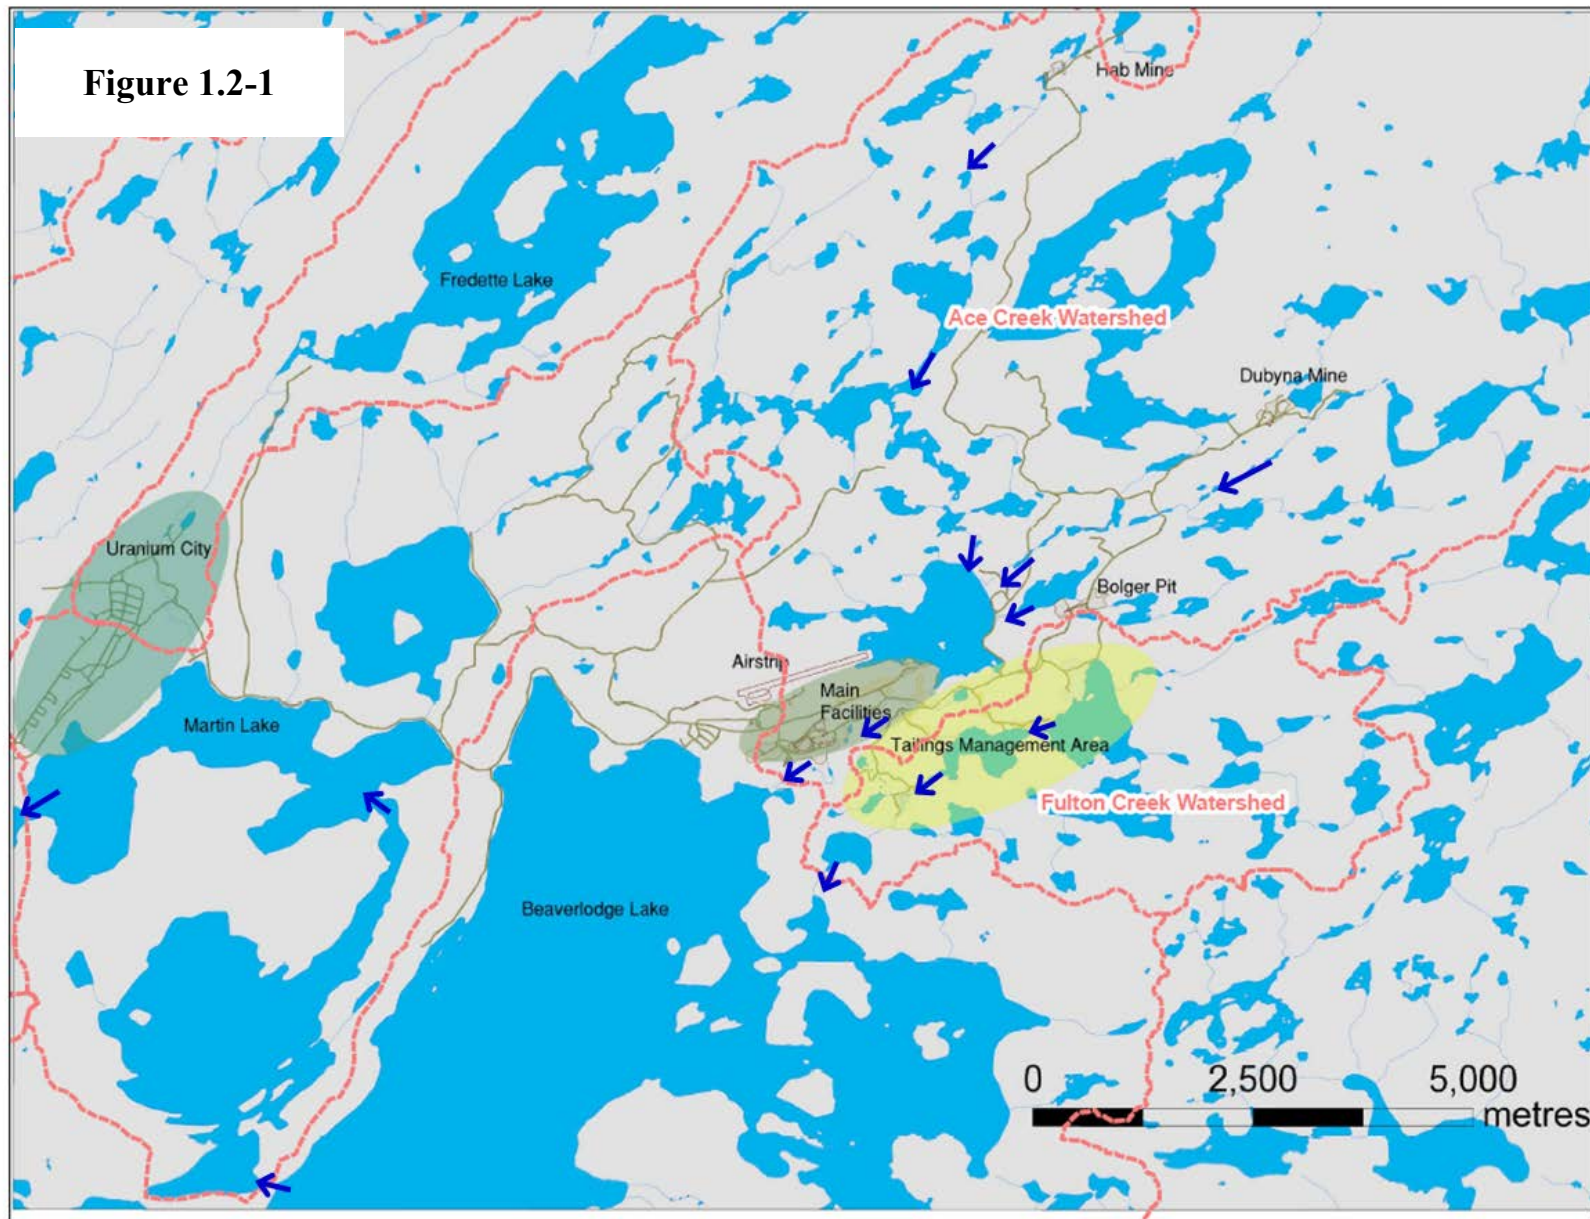 Figure 1.2-1
Hab Mine
Fredette Lake
Ace Creek Watershed
Dubyna Mine
Uranium City
Bolger Pit
Airstrip
Main
Facilities
Martin Lake
Tailings Management Area
Fulton Creek Watershed
Beaverlodge Lake
0 2,500 5,000
metres